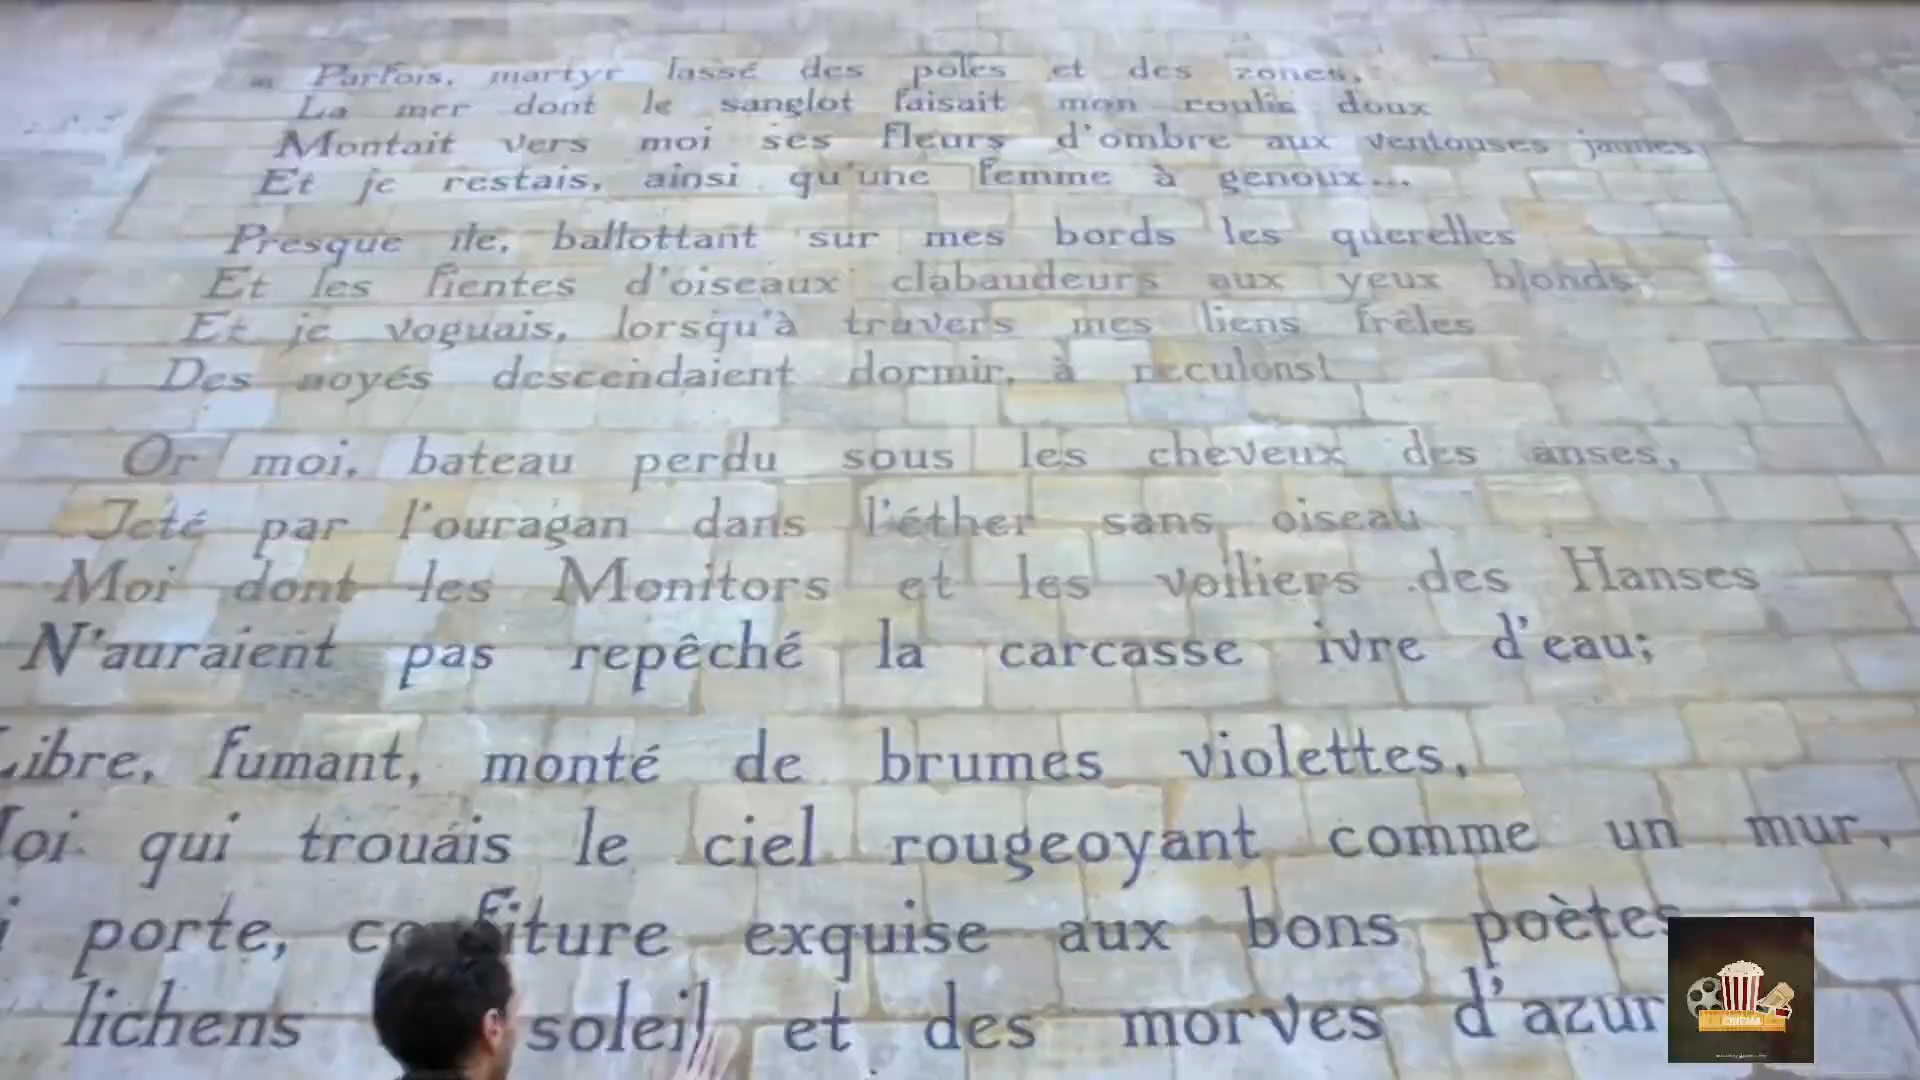 Parfois, martyr lassé des pôles et des zones,
La mer dont le sanglot faisait mon roulis doux
Montait vers moi ses fleurs d'ombre aux ventouses jaunes
Et je restais, ainsi qu'une femme à genoux...
Presque île, ballottant sur mes bords les querelles
Et les fientes d'oiseaux clabaudeurs aux yeux blonds
Et je voguais, lorsqu'à travers mes liens frêles
Des noyés descendaient dormir, à reculons!
Or moi, bateau perdu sous les cheveux des anses,
Jeté par l'ouragan dans l'éther sans oiseau
Moi dont les Monitors et les voiliers des Hanses
N'auraient pas repêché la carcasse ivre d'eau;
Libre, fumant, monté de brumes violettes,
Moi qui trouais le ciel rougeoyant comme un mur,
i porte, confiture exquise aux bons poètes
lichens soleil et des morves d'azur
CINEMA